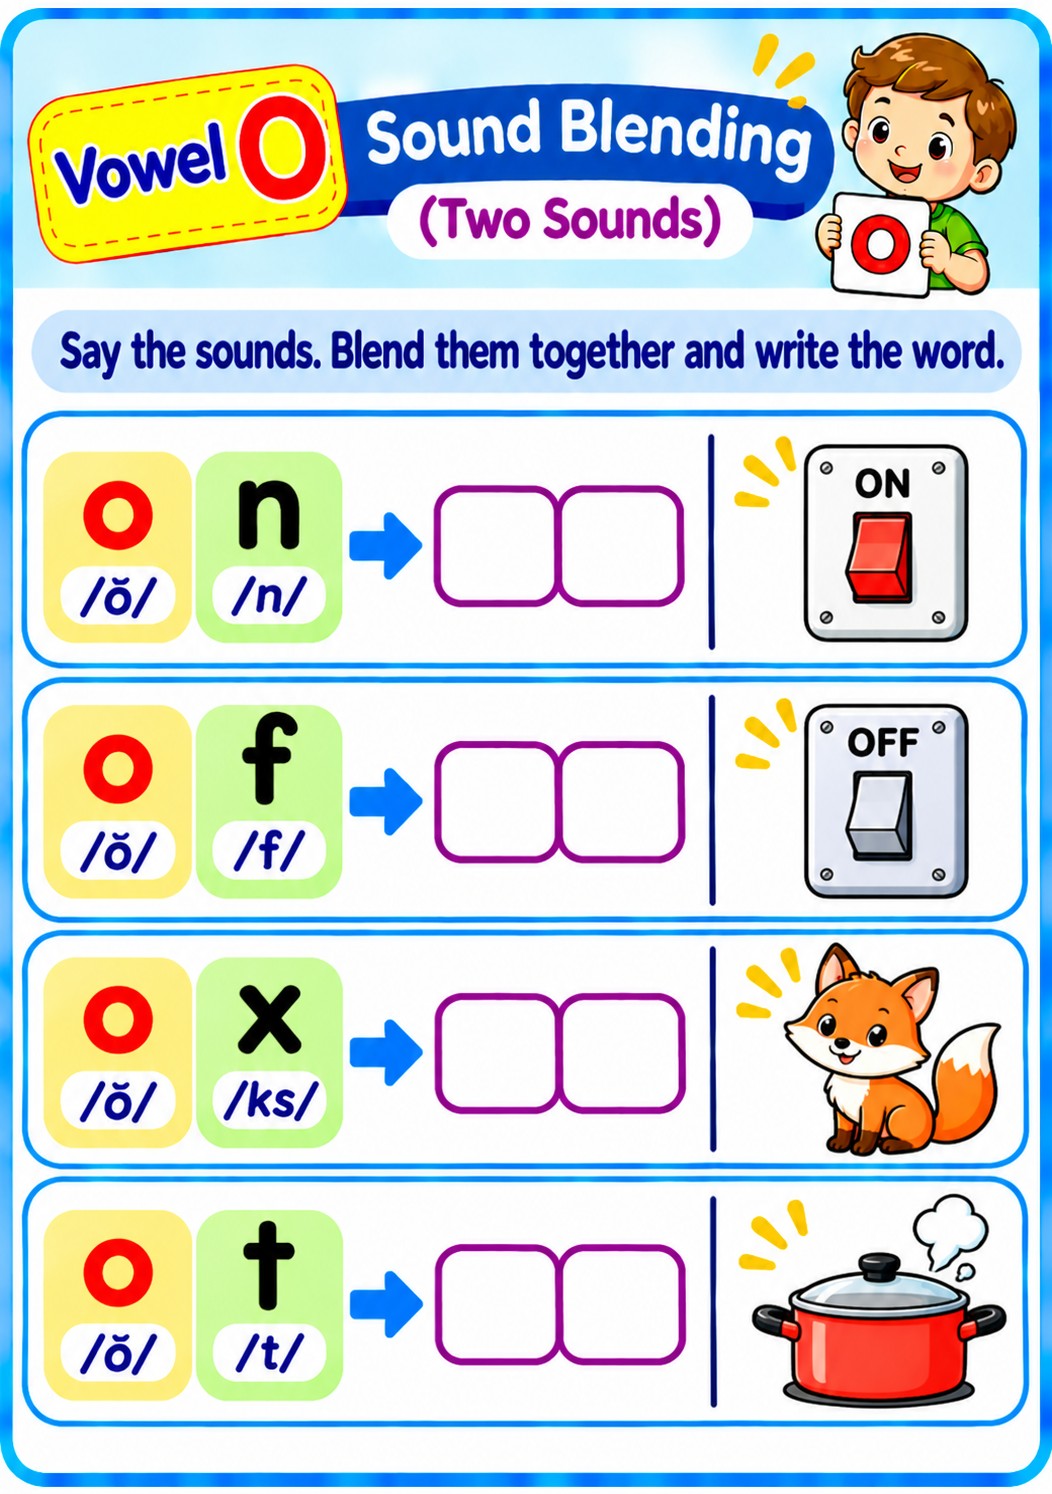 Vowel O
Sound Blending
(Two Sounds)
O
Say the sounds. Blend them together and write the word.
o n
/ŏ/ /n/
ON
o f
/ŏ/ /f/
OFF
o x
/ŏ/ /ks/
o t
/ŏ/ /t/